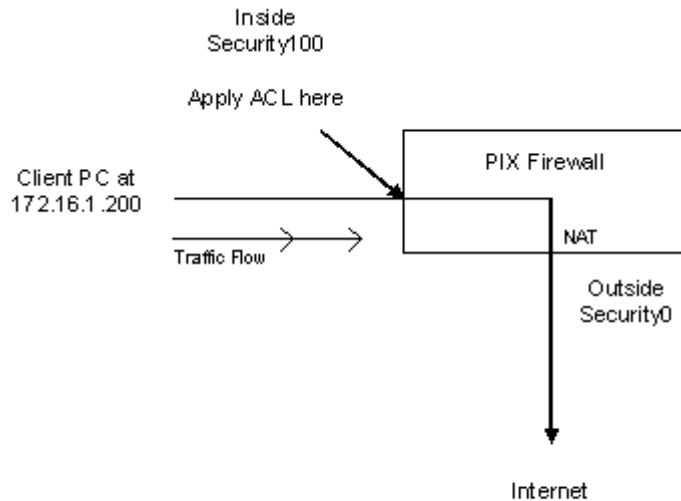 Inside
Security100
Apply ACL here
PIX Firewall
Client PC at
172.16.1.200
Traffic Flow
NAT
Outside
Security0
Internet